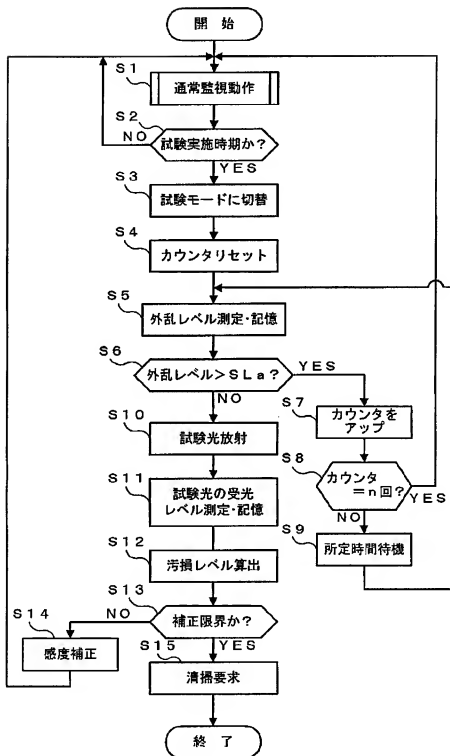 開 始
S1
通常監視動作
S2
NO
試験実施時期か?
YES
S3
試験モードに切替
S4
カウンタリセット
S5
外乱レベル測定・記憶
S6
外乱レベル>SLa?
YES
NO
S7
カウンタを
アップ
S8
カウンタ
=n回?
YES
NO
S9
所定時間待機
S10
試験光放射
S11
試験光の受光
レベル測定・記憶
S12
汚損レベル算出
S13
NO
補正限界か?
YES
S14
感度補正
S15
清掃要求
終 了